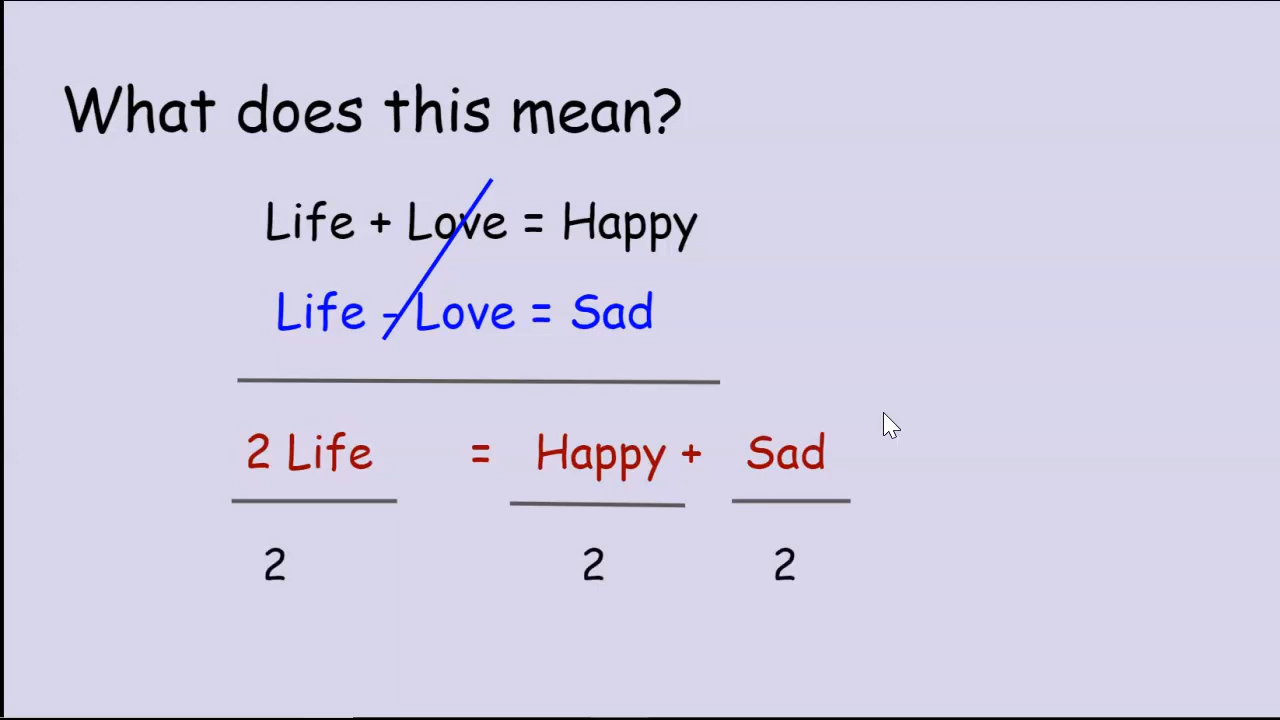 What does this mean?
Life + Love = Happy
Life - Love = Sad
2 Life = Happy + Sad
2 2 2